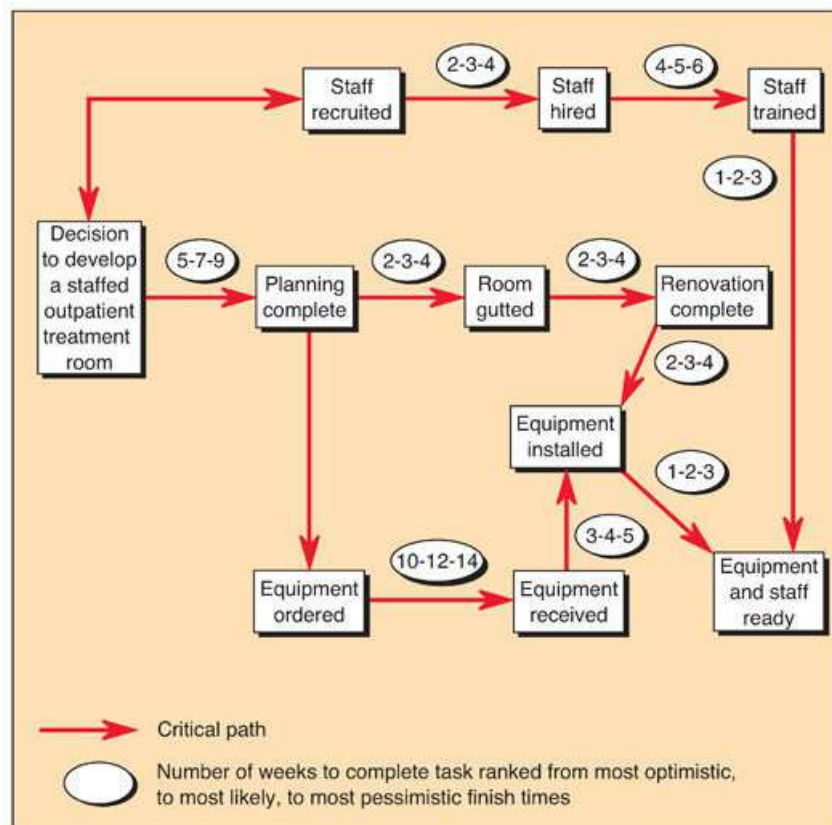 2-3-4
4-5-6
Staff
recruited
Staff
hired
Staff
trained
1-2-3
Decision
to develop
a staffed
outpatient
treatment
room
5-7-9
Planning
complete
2-3-4
Room
gutted
2-3-4
Renovation
complete
2-3-4
Equipment
installed
1-2-3
10-12-14
3-4-5
Equipment
ordered
Equipment
received
Equipment
and staff
ready
Critical path
Number of weeks to complete task ranked from most optimistic,
to most likely, to most pessimistic finish times